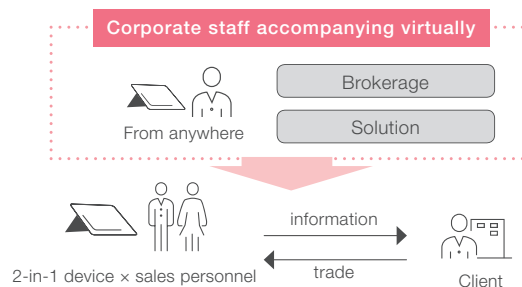 Corporate staff accompanying virtually
Brokerage
From anywhere
Solution
information
trade
2-in-1 device × sales personnel
Client